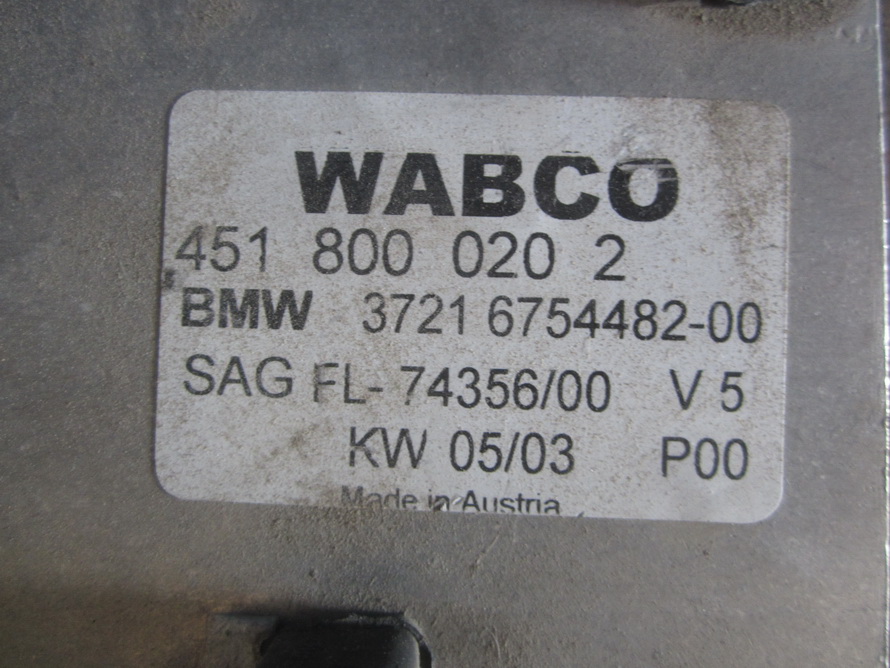 WABCO
451 800 020 2
BMW 3721 6754482-00
SAG FL- 74356/00 V 5
KW 05/03 P00
Made in Austria